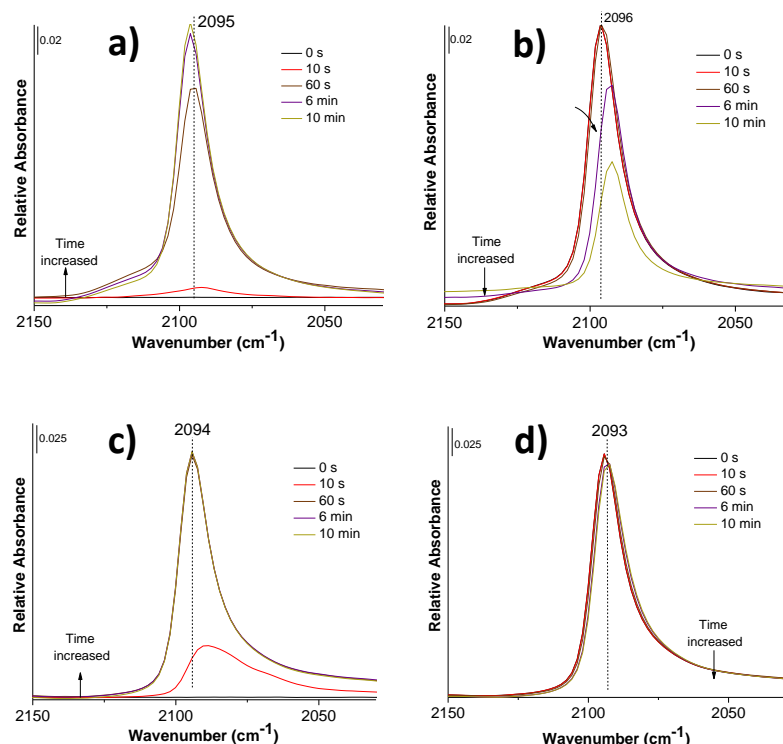 a)
2095
0.02
0 s
10 s
60 s
6 min
10 min
Relative Absorbance
Time
increased
2150
2100
2050
Wavenumber (cm-1)
b)
2096
0.02
0 s
10 s
60 s
6 min
10 min
Relative Absorbance
Time
increased
2150
2100
2050
Wavenumber (cm-1)
c)
2094
0.025
0 s
10 s
60 s
6 min
10 min
Relative Absorbance
Time
increased
2150
2100
2050
Wavenumber (cm-1)
d)
2093
0.025
0 s
10 s
60 s
6 min
10 min
Relative Absorbance
Time
increased
2150
2100
2050
Wavenumber (cm-1)